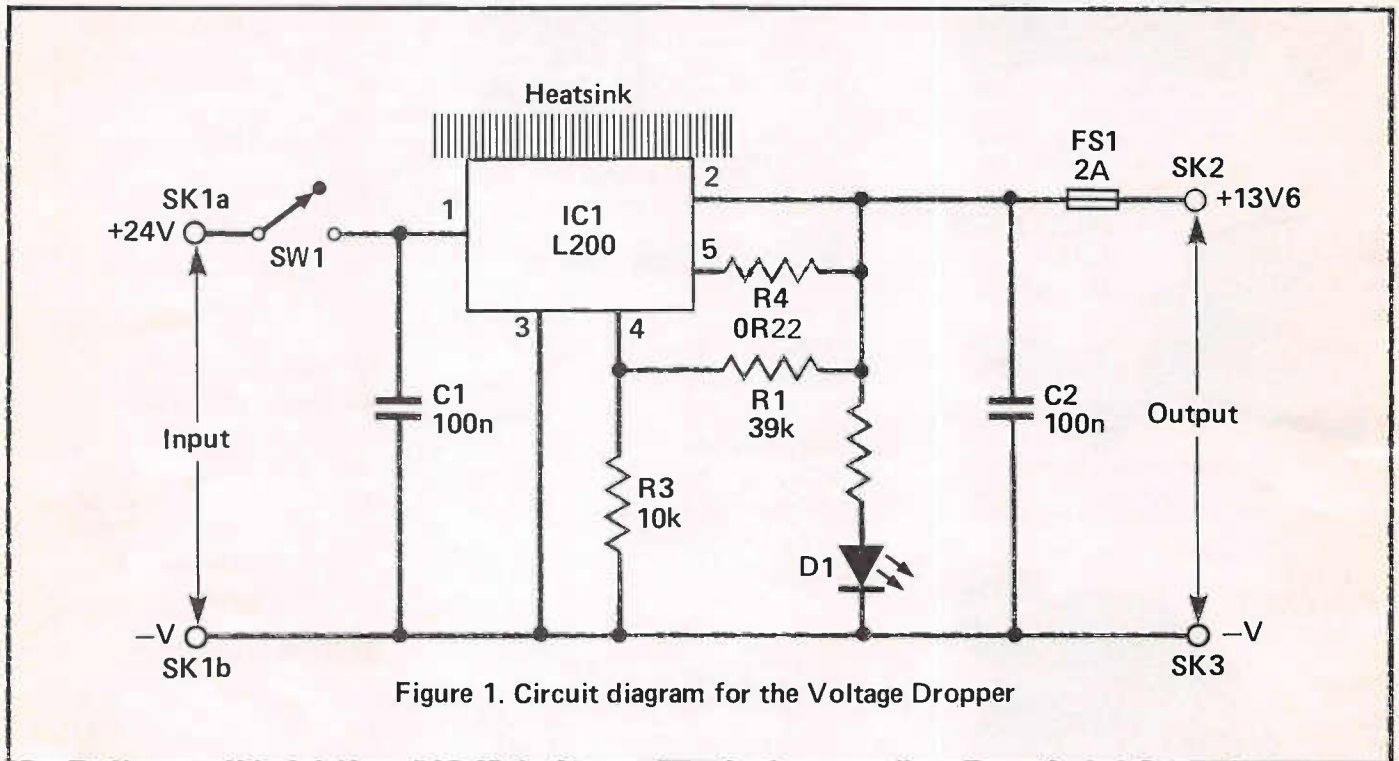 Heatsink
SK1a
+24V
SW1
1
IC1
L200
2
5
3
4
R4
0R22
R1
39k
R3
10k
C1
100n
Input
D1
C2
100n
FS1
2A
SK2
+13V6
Output
−V
SK1b
−V
SK3
Figure 1. Circuit diagram for the Voltage Dropper